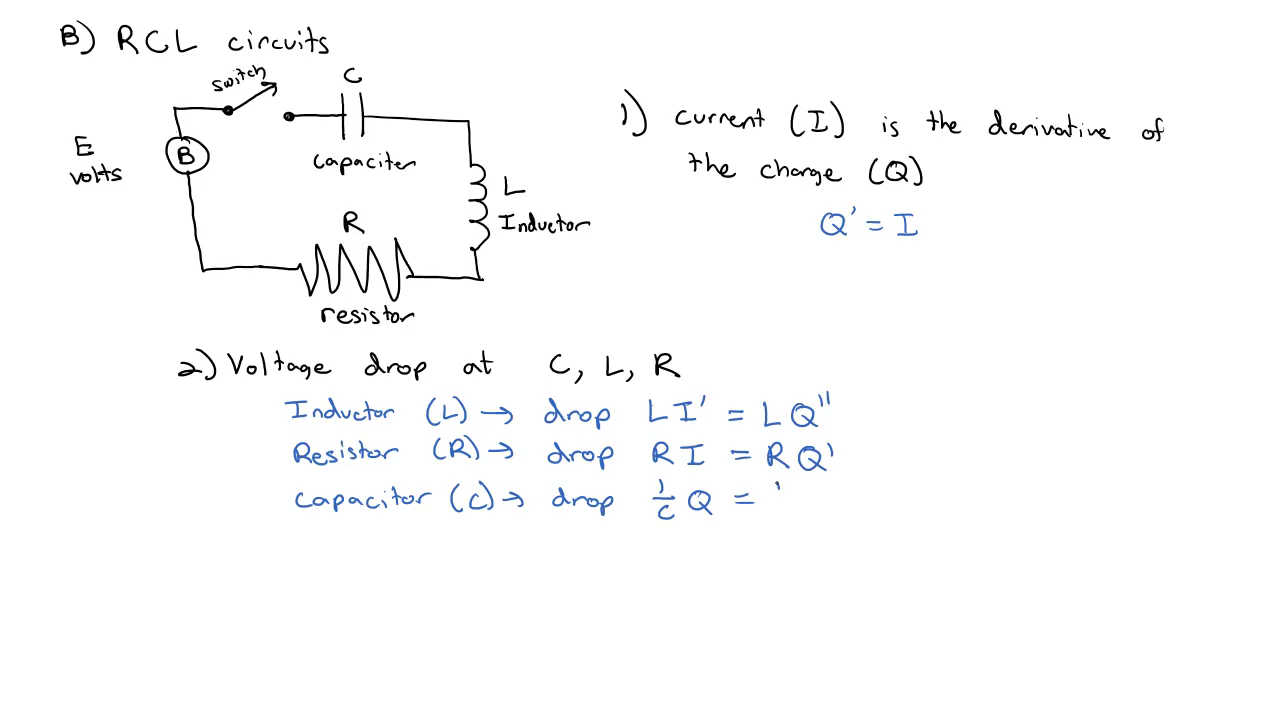 B) RCL circuits
switch
C
E
volts
B
capaciter
L
Inductor
R
resistor
1) current (I) is the derivative of
the charge (Q)
Q' = I
2) Voltage drop at C, L, R
Inductor (L) → drop LI' = LQ''
Resistor (R) → drop RI = RQ'
Capacitor (C) → drop 1/C Q = '